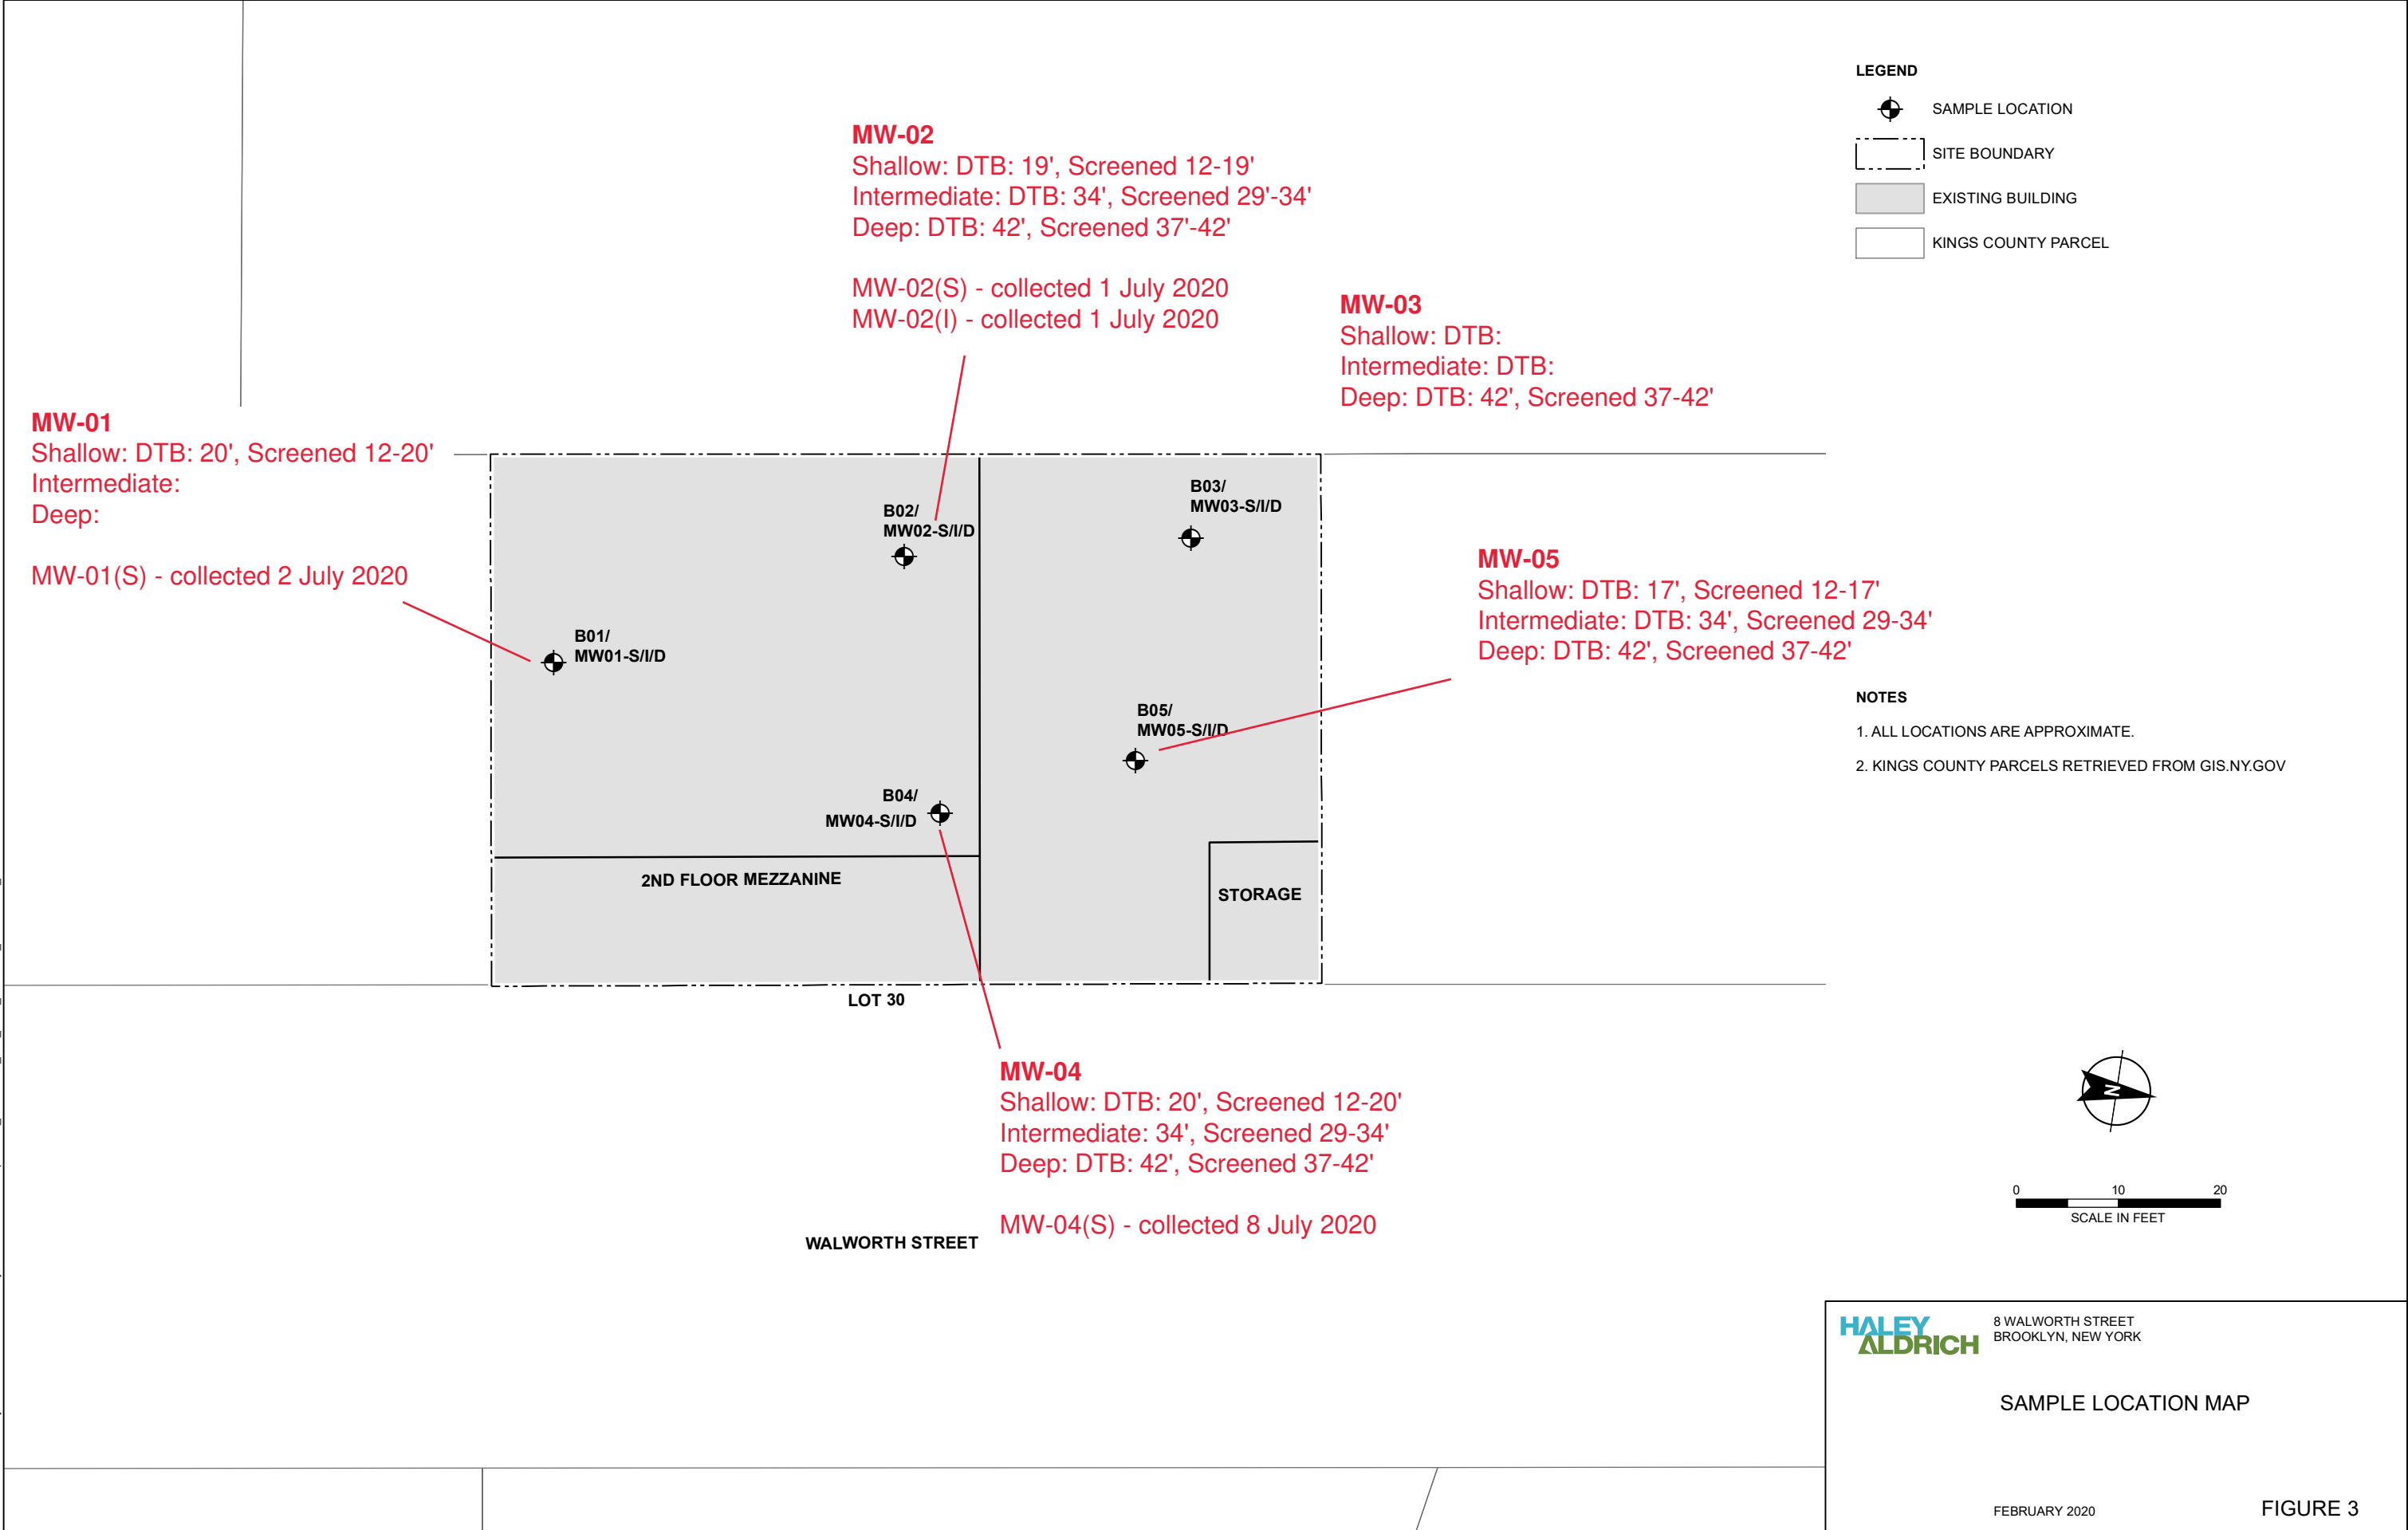 LEGEND
SAMPLE LOCATION
SITE BOUNDARY
EXISTING BUILDING
KINGS COUNTY PARCEL
MW-02
Shallow: DTB: 19', Screened 12-19'
Intermediate: DTB: 34', Screened 29'-34'
Deep: DTB: 42', Screened 37'-42'
MW-02(S) - collected 1 July 2020
MW-02(I) - collected 1 July 2020
MW-03
Shallow: DTB:
Intermediate: DTB:
Deep: DTB: 42', Screened 37-42'
MW-01
Shallow: DTB: 20', Screened 12-20'
Intermediate:
Deep:
MW-01(S) - collected 2 July 2020
B02/
MW02-S/I/D
B03/
MW03-S/I/D
B01/
MW01-S/I/D
MW-05
Shallow: DTB: 17', Screened 12-17'
Intermediate: DTB: 34', Screened 29-34'
Deep: DTB: 42', Screened 37-42'
B05/
MW05-S/I/D
B04/
MW04-S/I/D
2ND FLOOR MEZZANINE
STORAGE
LOT 30
NOTES
1. ALL LOCATIONS ARE APPROXIMATE.
2. KINGS COUNTY PARCELS RETRIEVED FROM GIS.NY.GOV
MW-04
Shallow: DTB: 20', Screened 12-20'
Intermediate: 34', Screened 29-34'
Deep: DTB: 42', Screened 37-42'
MW-04(S) - collected 8 July 2020
WALWORTH STREET
N
0 10 20
SCALE IN FEET
HALEY
ALDRICH
8 WALWORTH STREET
BROOKLYN, NEW YORK
SAMPLE LOCATION MAP
FEBRUARY 2020
FIGURE 3